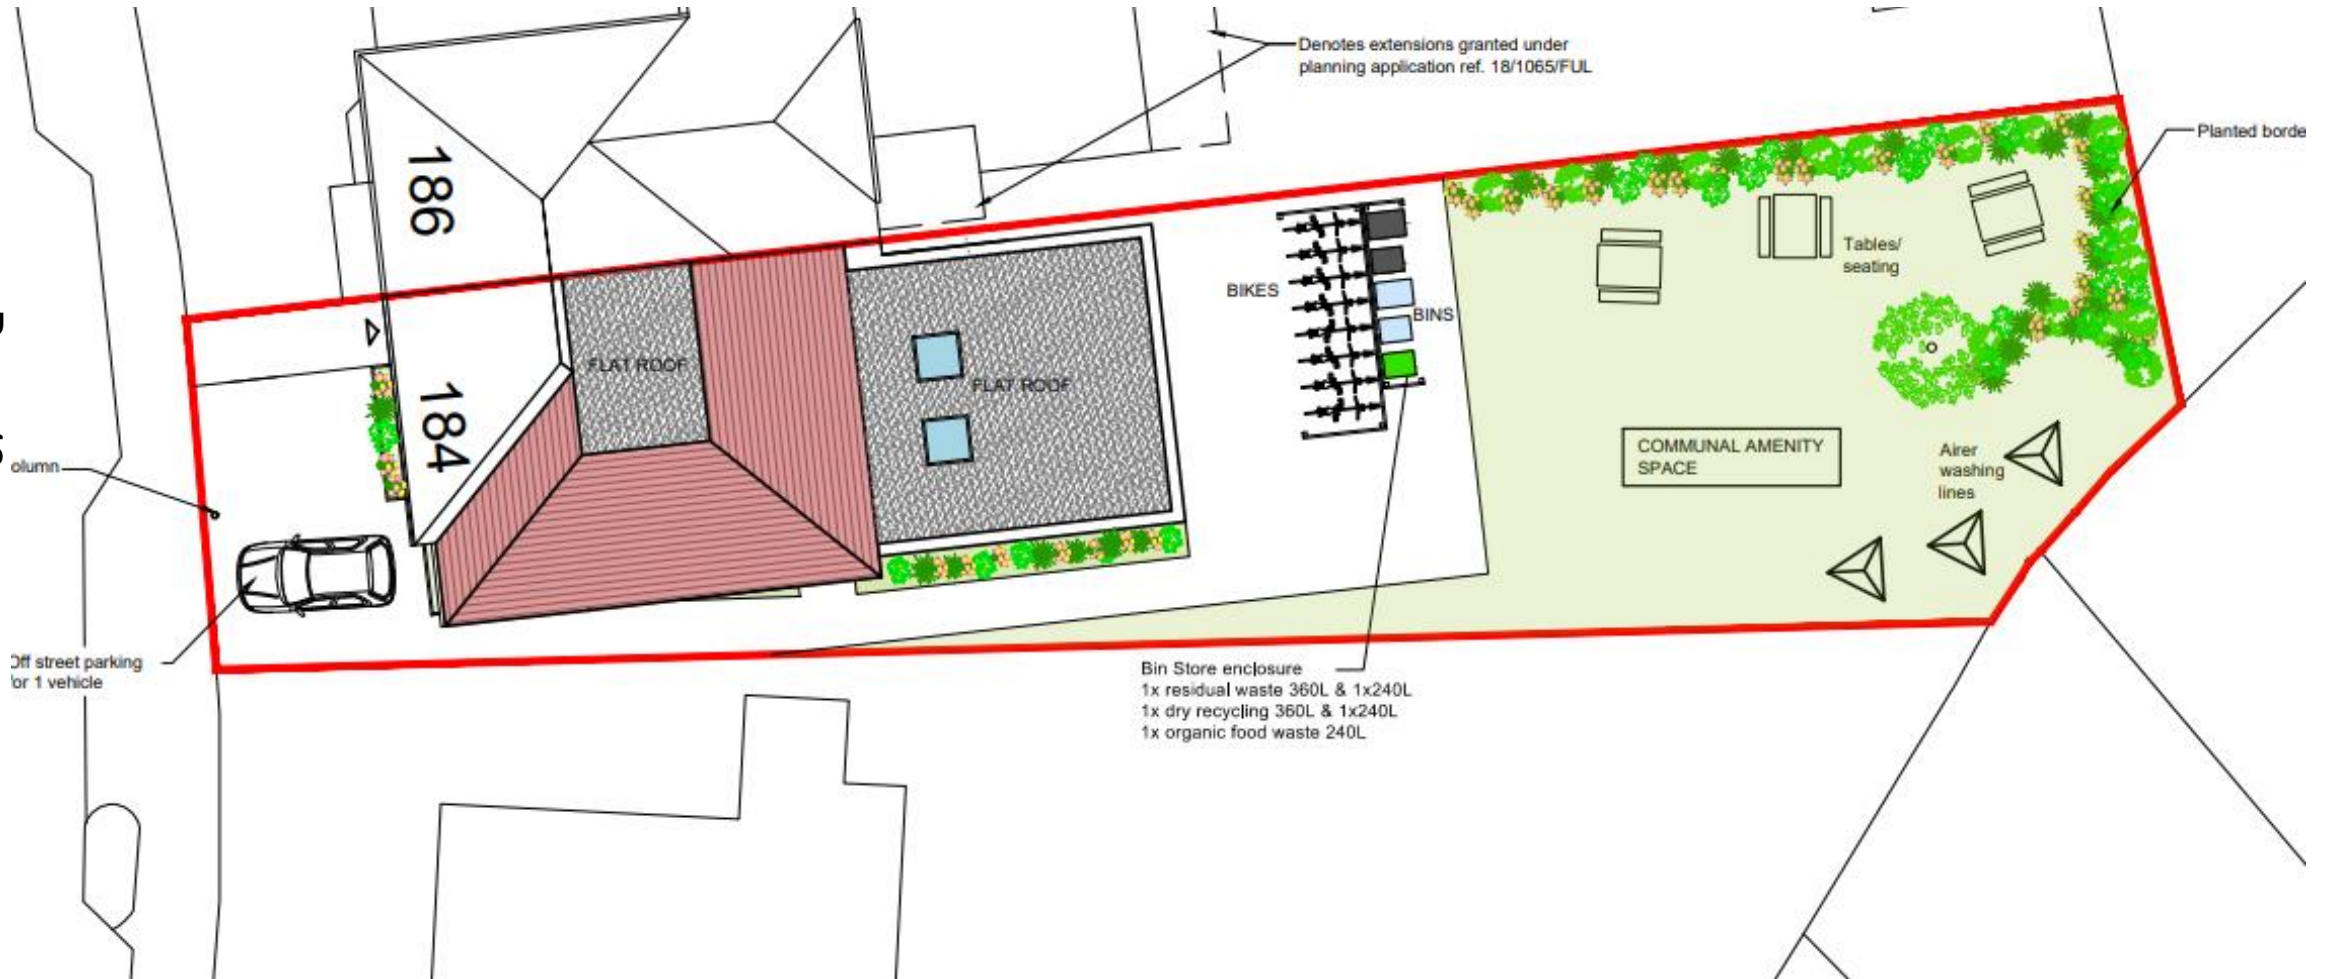 Denotes extensions granted under
planning application ref. 18/1065/FUL
186
Planted borde
Tables/
seating
BIKES
BINS
FLAT ROOF
FLAT ROOF
184
COMMUNAL AMENITY
SPACE
Airer
washing
lines
olumn
Off street parking
for 1 vehicle
Bin Store enclosure
1x residual waste 360L & 1x240L
1x dry recycling 360L & 1x240L
1x organic food waste 240L